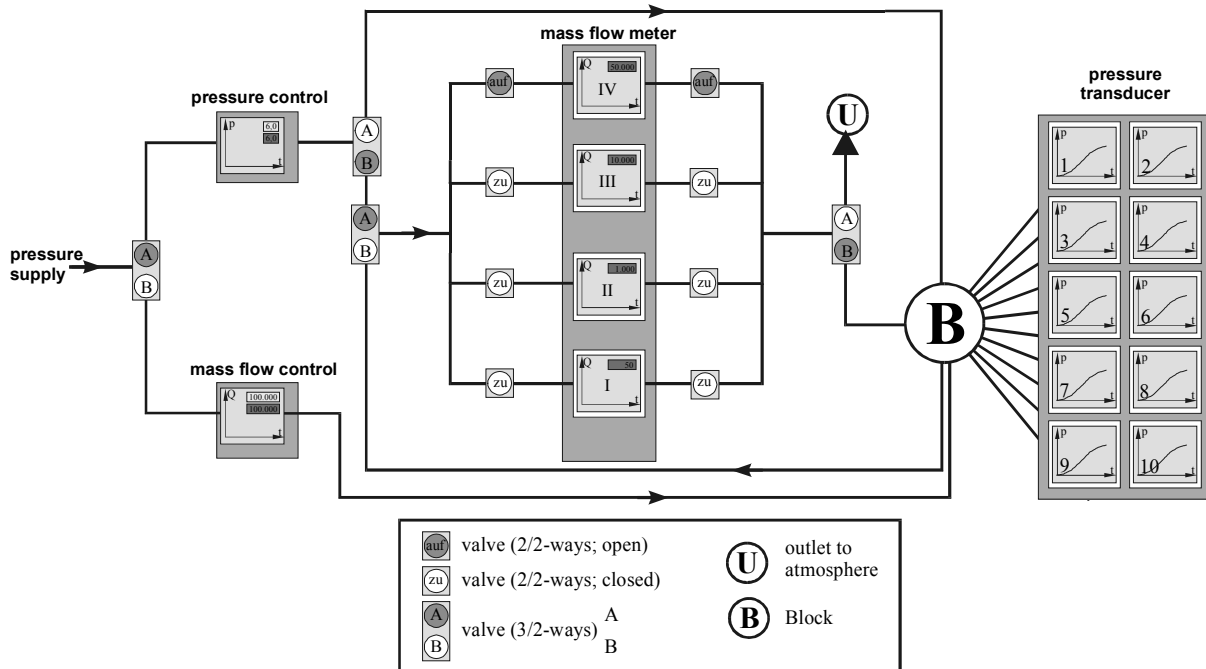 mass flow meter
pressure
transducer
pressure control
pressure
supply
mass flow control
p
6,0
6,0
t
Q
100.000
100.000
t
A
B
A
B
A
B
auf
Q
50.000
IV
t
auf
zu
Q
10.000
III
t
zu
zu
Q
1.000
II
t
zu
zu
Q
50
I
t
zu
U
A
B
B
p
1
t
p
2
t
p
3
t
p
4
t
p
5
t
p
6
t
p
7
t
p
8
t
p
9
t
p
10
t
auf valve (2/2-ways; open)
zu valve (2/2-ways; closed)
A
B
valve (3/2-ways)
A
B
U
outlet to
atmosphere
B Block